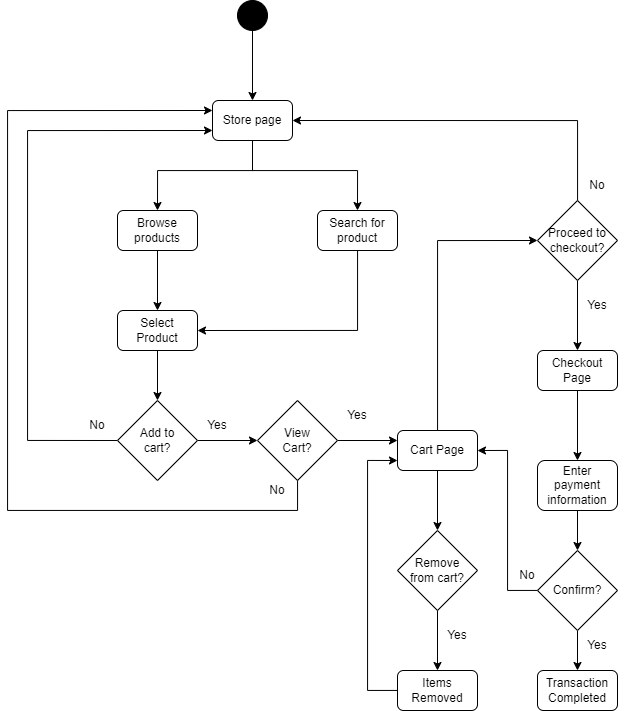 Store page
No
Browse
products
Search for
product
Proceed to
checkout?
Yes
Select
Product
Checkout
Page
No
Add to
cart?
Yes
View
Cart?
Yes
Cart Page
No
Enter
payment
information
Remove
from cart?
No
Confirm?
Yes
Yes
Items
Removed
Transaction
Completed